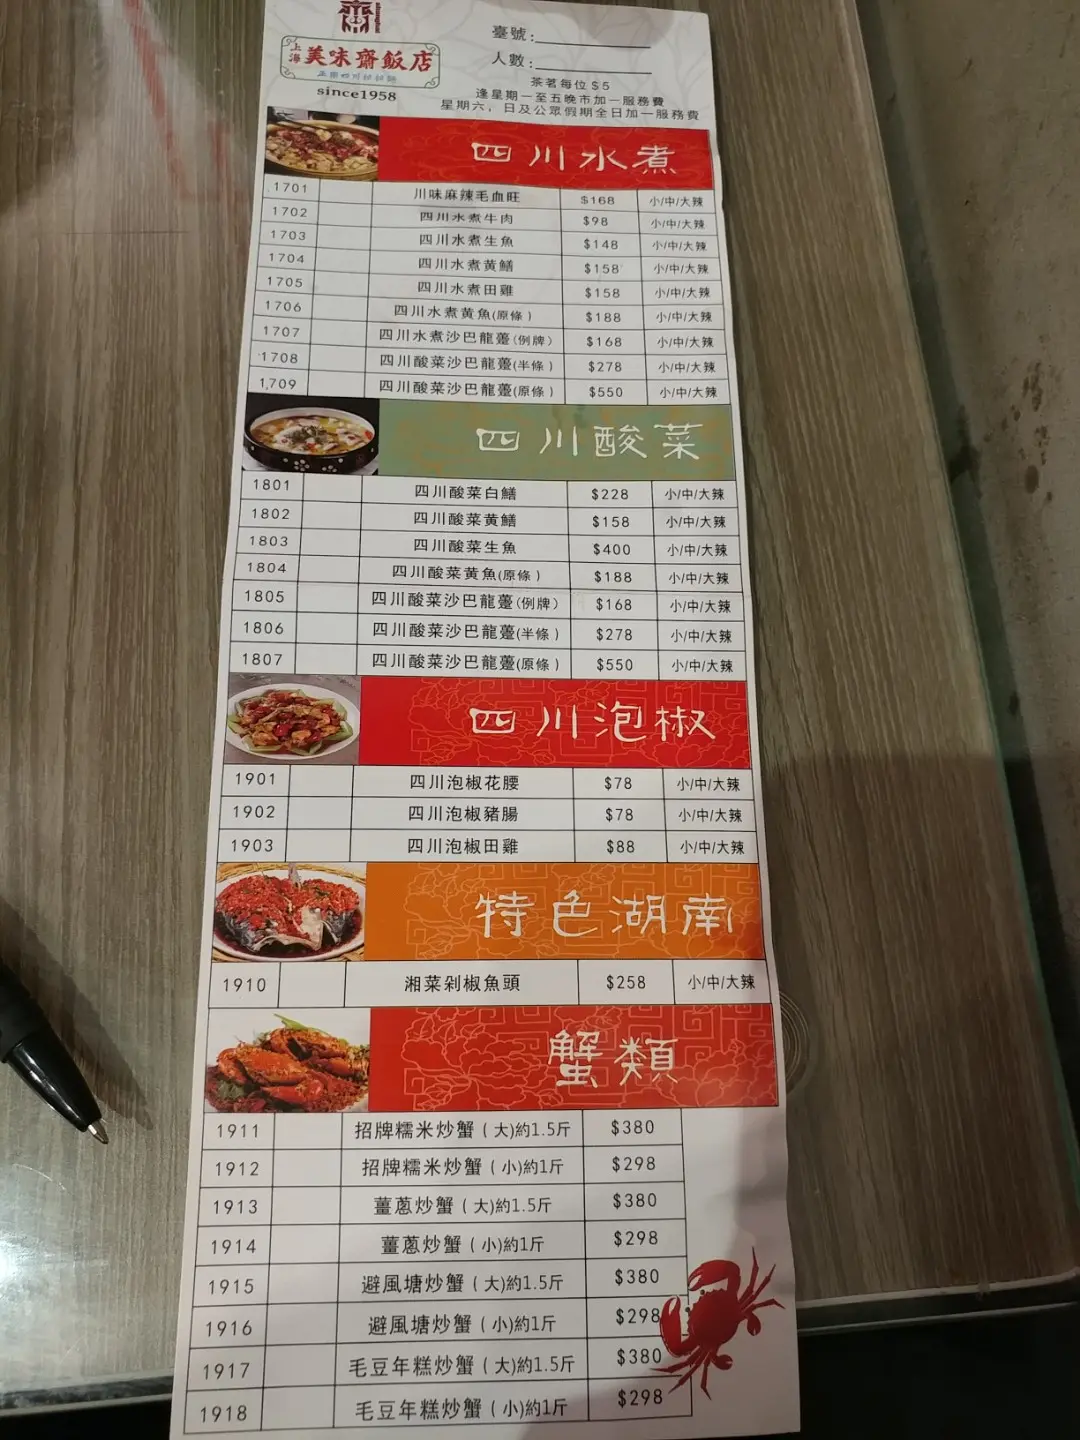 上海美味齋飯店
正宗四川拉拉麵
since1958
臺號:
人數:
茶茗每位$5
逢星期一至五晚市加一服務費
星期六，日及公眾假期全日加一服務費
四川水煮
1701 川味麻辣毛血旺 $168 小/中/大辣
1702 四川水煮牛肉 $98 小/中/大辣
1703 四川水煮生魚 $148 小/中/大辣
1704 四川水煮黃鱔 $158 小/中/大辣
1705 四川水煮田雞 $158 小/中/大辣
1706 四川水煮黃魚(原條) $188 小/中/大辣
1707 四川水煮沙巴龍躉(例牌) $168 小/中/大辣
1708 四川酸菜沙巴龍躉(半條) $278 小/中/大辣
1709 四川酸菜沙巴龍躉(原條) $550 小/中/大辣
四川酸菜
1801 四川酸菜白鱔 $228 小/中/大辣
1802 四川酸菜黃鱔 $158 小/中/大辣
1803 四川酸菜生魚 $400 小/中/大辣
1804 四川酸菜黃魚(原條) $188 小/中/大辣
1805 四川酸菜沙巴龍躉(例牌) $168 小/中/大辣
1806 四川酸菜沙巴龍躉(半條) $278 小/中/大辣
1807 四川酸菜沙巴龍躉(原條) $550 小/中/大辣
四川泡椒
1901 四川泡椒花腰 $78 小/中/大辣
1902 四川泡椒豬腸 $78 小/中/大辣
1903 四川泡椒田雞 $88 小/中/大辣
特色湖南
1910 湘菜剁椒魚頭 $258 小/中/大辣
蟹類
1911 招牌糯米炒蟹(大)約1.5斤 $380
1912 招牌糯米炒蟹(小)約1斤 $298
1913 薑蔥炒蟹(大)約1.5斤 $380
1914 薑蔥炒蟹(小)約1斤 $298
1915 避風塘炒蟹(大)約1.5斤 $380
1916 避風塘炒蟹(小)約1斤 $298
1917 毛豆年糕炒蟹(大)約1.5斤 $380
1918 毛豆年糕炒蟹(小)約1斤 $298